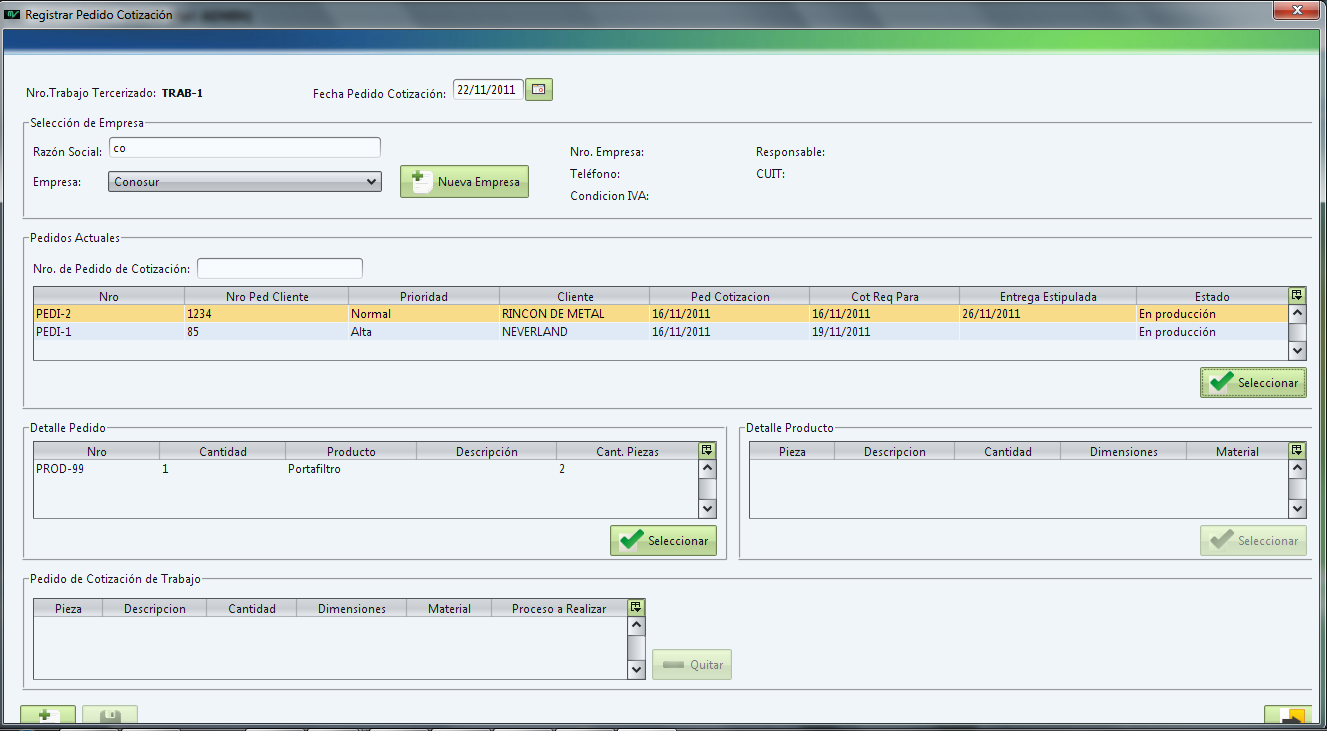 Registrar Pedido Cotización
Nro.Trabajo Tercerizado: TRAB-1
Fecha Pedido Cotización: 22/11/2011
Selección de Empresa
Razón Social: co
Empresa: Conosur
Nueva Empresa
Nro. Empresa:
Responsable:
Teléfono:
CUIT:
Condicion IVA:
Pedidos Actuales
Nro. de Pedido de Cotización:
Nro Nro Ped Cliente Prioridad Cliente Ped Cotizacion Cot Req Para Entrega Estipulada Estado
PEDI-2 1234 Normal RINCON DE METAL 16/11/2011 16/11/2011 26/11/2011 En producción
PEDI-1 85 Alta NEVERLAND 16/11/2011 19/11/2011 En producción
Seleccionar
Detalle Pedido
Nro Cantidad Producto Descripción Cant. Piezas
PROD-99 1 Portafiltro 2
Seleccionar
Detalle Producto
Pieza Descripcion Cantidad Dimensiones Material
Seleccionar
Pedido de Cotización de Trabajo
Pieza Descripcion Cantidad Dimensiones Material Proceso a Realizar
Quitar